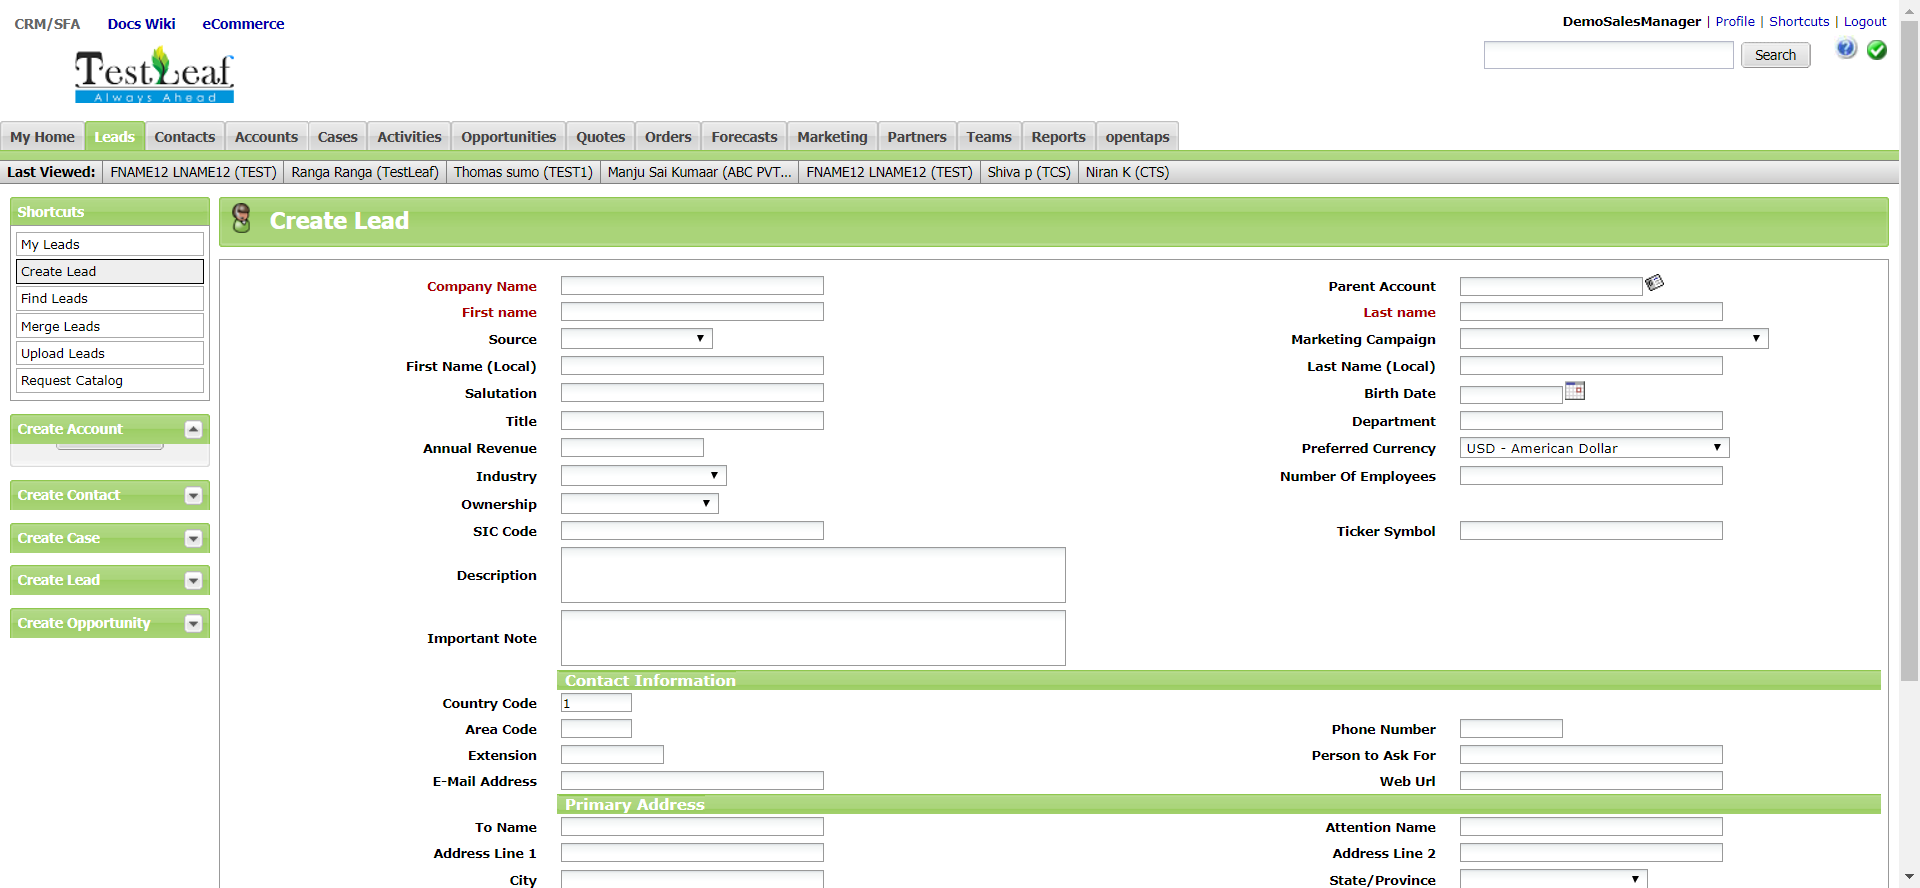 CRM/SFA Docs Wiki eCommerce
DemoSalesManager | Profile | Shortcuts | Logout
TestLeaf
Always Ahead
Search
My Home Leads Contacts Accounts Cases Activities Opportunities Quotes Orders Forecasts Marketing Partners Teams Reports opentaps
Last Viewed: FNAME12 LNAME12 (TEST) Ranga Ranga (TestLeaf) Thomas sumo (TEST1) Manju Sai Kumaar (ABC PVT... FNAME12 LNAME12 (TEST) Shiva p (TCS) Niran K (CTS)
Shortcuts
My Leads
Create Lead
Find Leads
Merge Leads
Upload Leads
Request Catalog
Create Account
Create Contact
Create Case
Create Lead
Create Opportunity
Create Lead
Company Name Parent Account
First name Last name
Source Marketing Campaign
First Name (Local) Last Name (Local)
Salutation Birth Date
Title Department
Annual Revenue Preferred Currency USD - American Dollar
Industry Number Of Employees
Ownership
SIC Code Ticker Symbol
Description
Important Note
Contact Information
Country Code 1
Area Code Phone Number
Extension Person to Ask For
E-Mail Address Web Url
Primary Address
To Name Attention Name
Address Line 1 Address Line 2
City State/Province